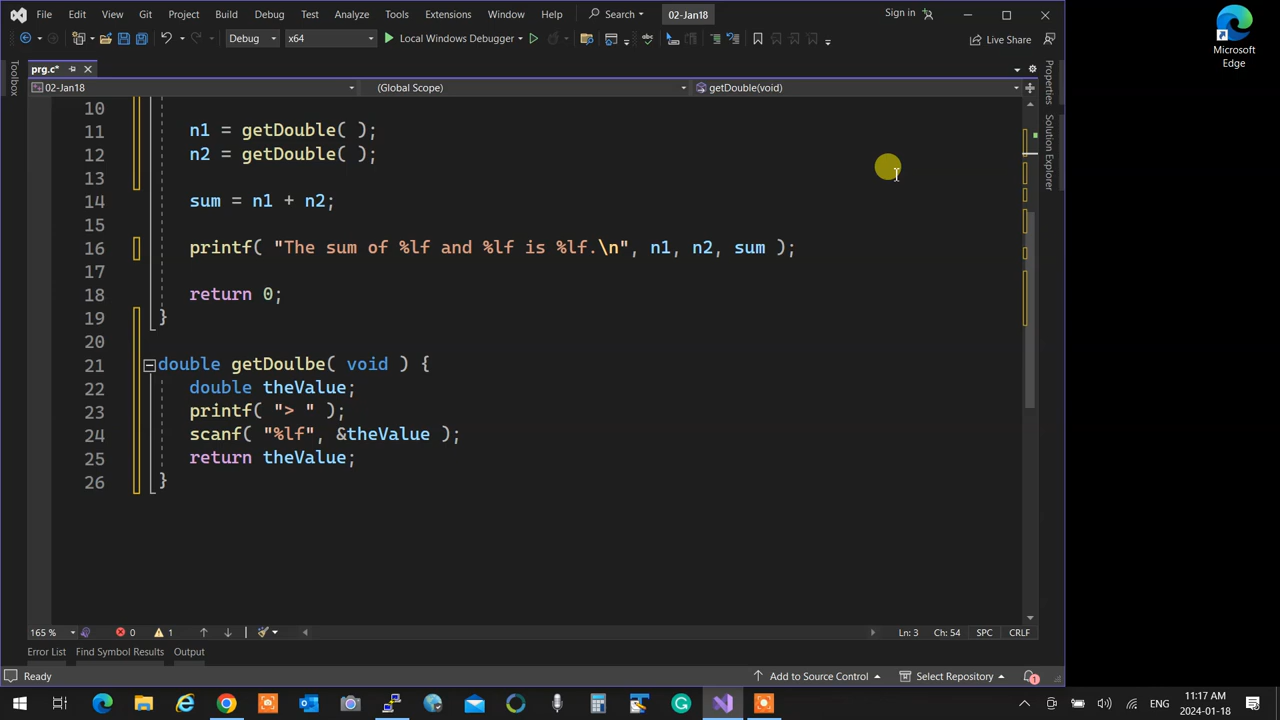 File Edit View Git Project Build Debug Test Analyze Tools Extensions Window Help Search 02-Jan18 Sign in
Debug x64 Local Windows Debugger Live Share
Toolbox
prg.c*
02-Jan18 (Global Scope) getDouble(void)
Properties
Solution Explorer
10
11 n1 = getDouble( );
12 n2 = getDouble( );
13
14 sum = n1 + n2;
15
16 printf( "The sum of %lf and %lf is %lf.\n", n1, n2, sum );
17
18 return 0;
19 }
20
21 double getDoulbe( void ) {
22 double theValue;
23 printf( "> " );
24 scanf( "%lf", &theValue );
25 return theValue;
26 }
165 % 0 1 Ln: 3 Ch: 54 SPC CRLF
Error List Find Symbol Results Output
Ready Add to Source Control Select Repository 1
Microsoft
Edge
ENG
11:17 AM
2024-01-18